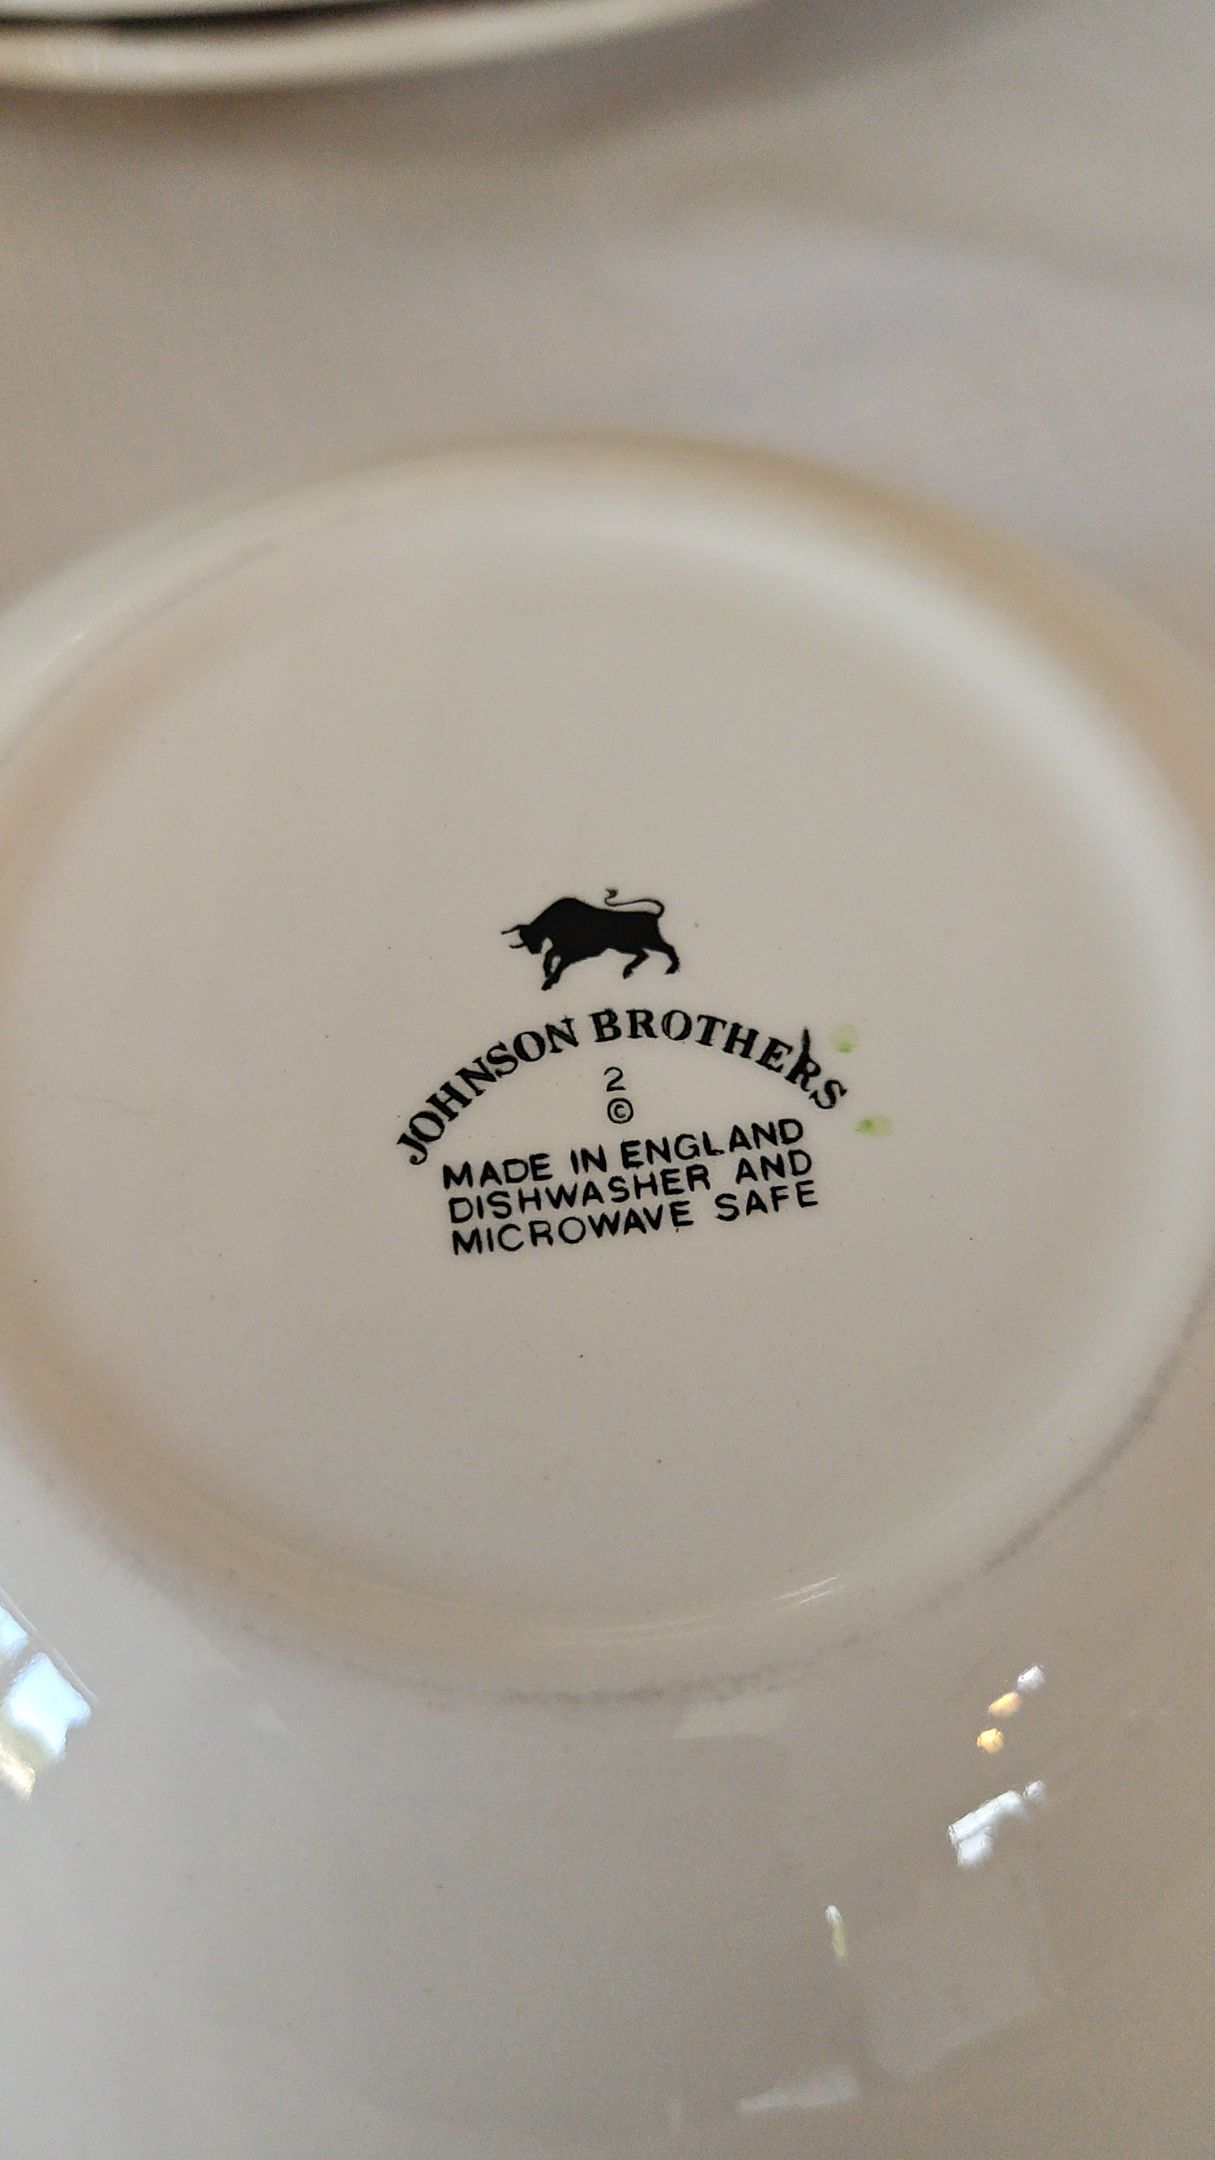 JOHNSON BROTHERS
2
©
MADE IN ENGLAND
DISHWASHER AND
MICROWAVE SAFE